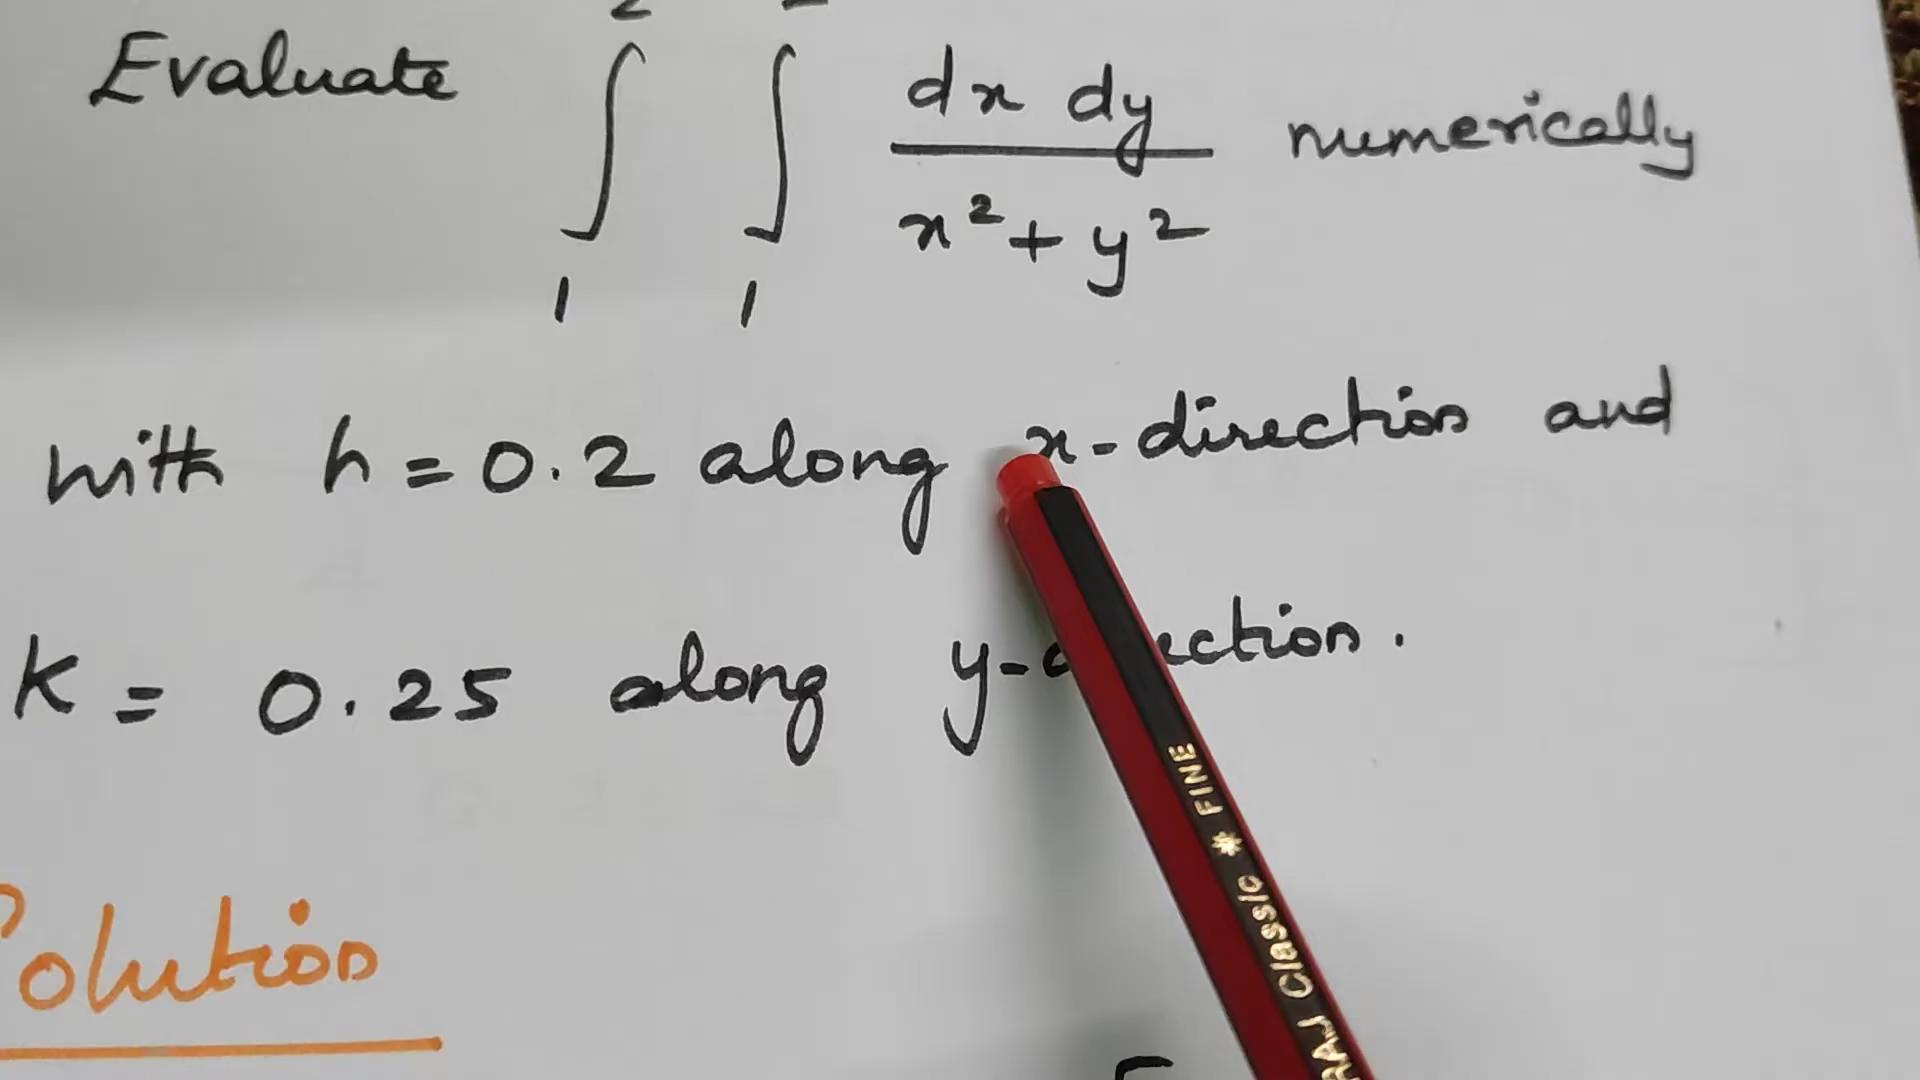 Evaluate ∫₁² ∫₁ dx dy / x² + y² numerically
with h = 0.2 along x-direction and
K = 0.25 along y-direction.
Solution
RAJ Classic * FINE